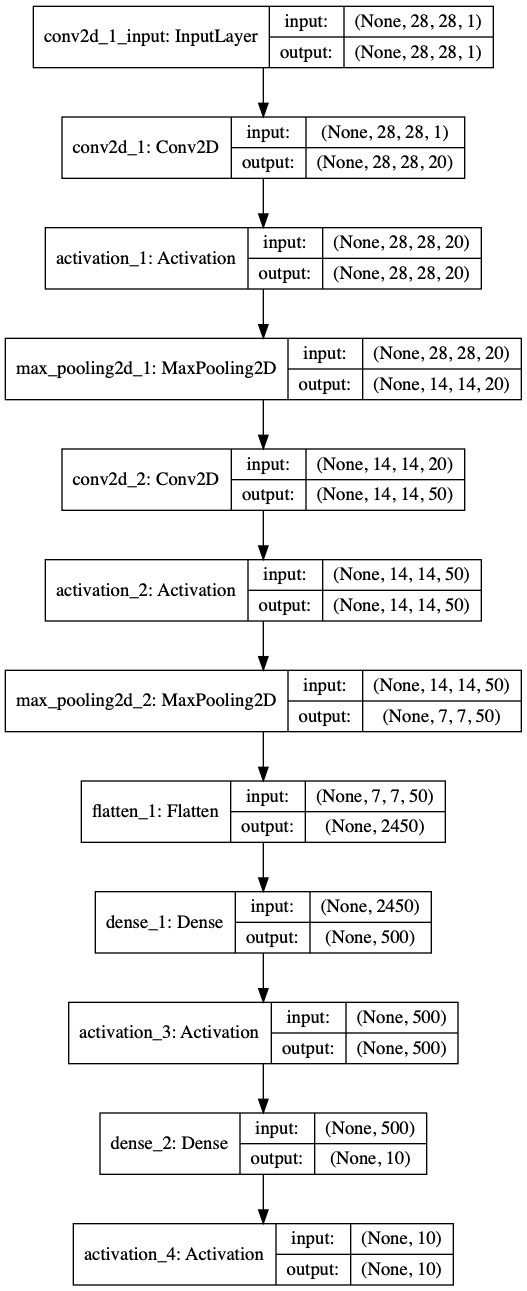 conv2d_1_input: InputLayer
input:
(None, 28, 28, 1)
output:
(None, 28, 28, 1)
conv2d_1: Conv2D
input:
(None, 28, 28, 1)
output:
(None, 28, 28, 20)
activation_1: Activation
input:
(None, 28, 28, 20)
output:
(None, 28, 28, 20)
max_pooling2d_1: MaxPooling2D
input:
(None, 28, 28, 20)
output:
(None, 14, 14, 20)
conv2d_2: Conv2D
input:
(None, 14, 14, 20)
output:
(None, 14, 14, 50)
activation_2: Activation
input:
(None, 14, 14, 50)
output:
(None, 14, 14, 50)
max_pooling2d_2: MaxPooling2D
input:
(None, 14, 14, 50)
output:
(None, 7, 7, 50)
flatten_1: Flatten
input:
(None, 7, 7, 50)
output:
(None, 2450)
dense_1: Dense
input:
(None, 2450)
output:
(None, 500)
activation_3: Activation
input:
(None, 500)
output:
(None, 500)
dense_2: Dense
input:
(None, 500)
output:
(None, 10)
activation_4: Activation
input:
(None, 10)
output:
(None, 10)